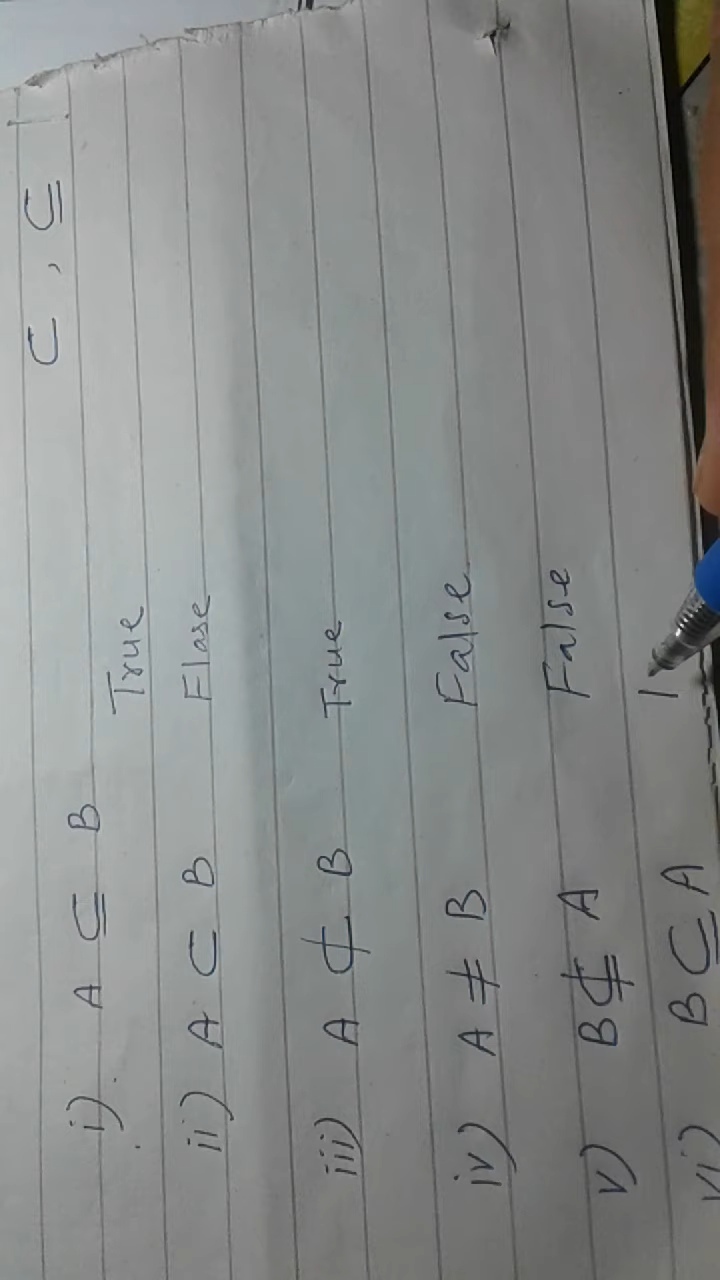 ⊂ , ⊆
i). A ⊆ B
True
ii) A ⊂ B Flase
iii) A ⊄ B True
iv) A ≠ B False
v) B ⊈ A False
vi) B ⊆ A